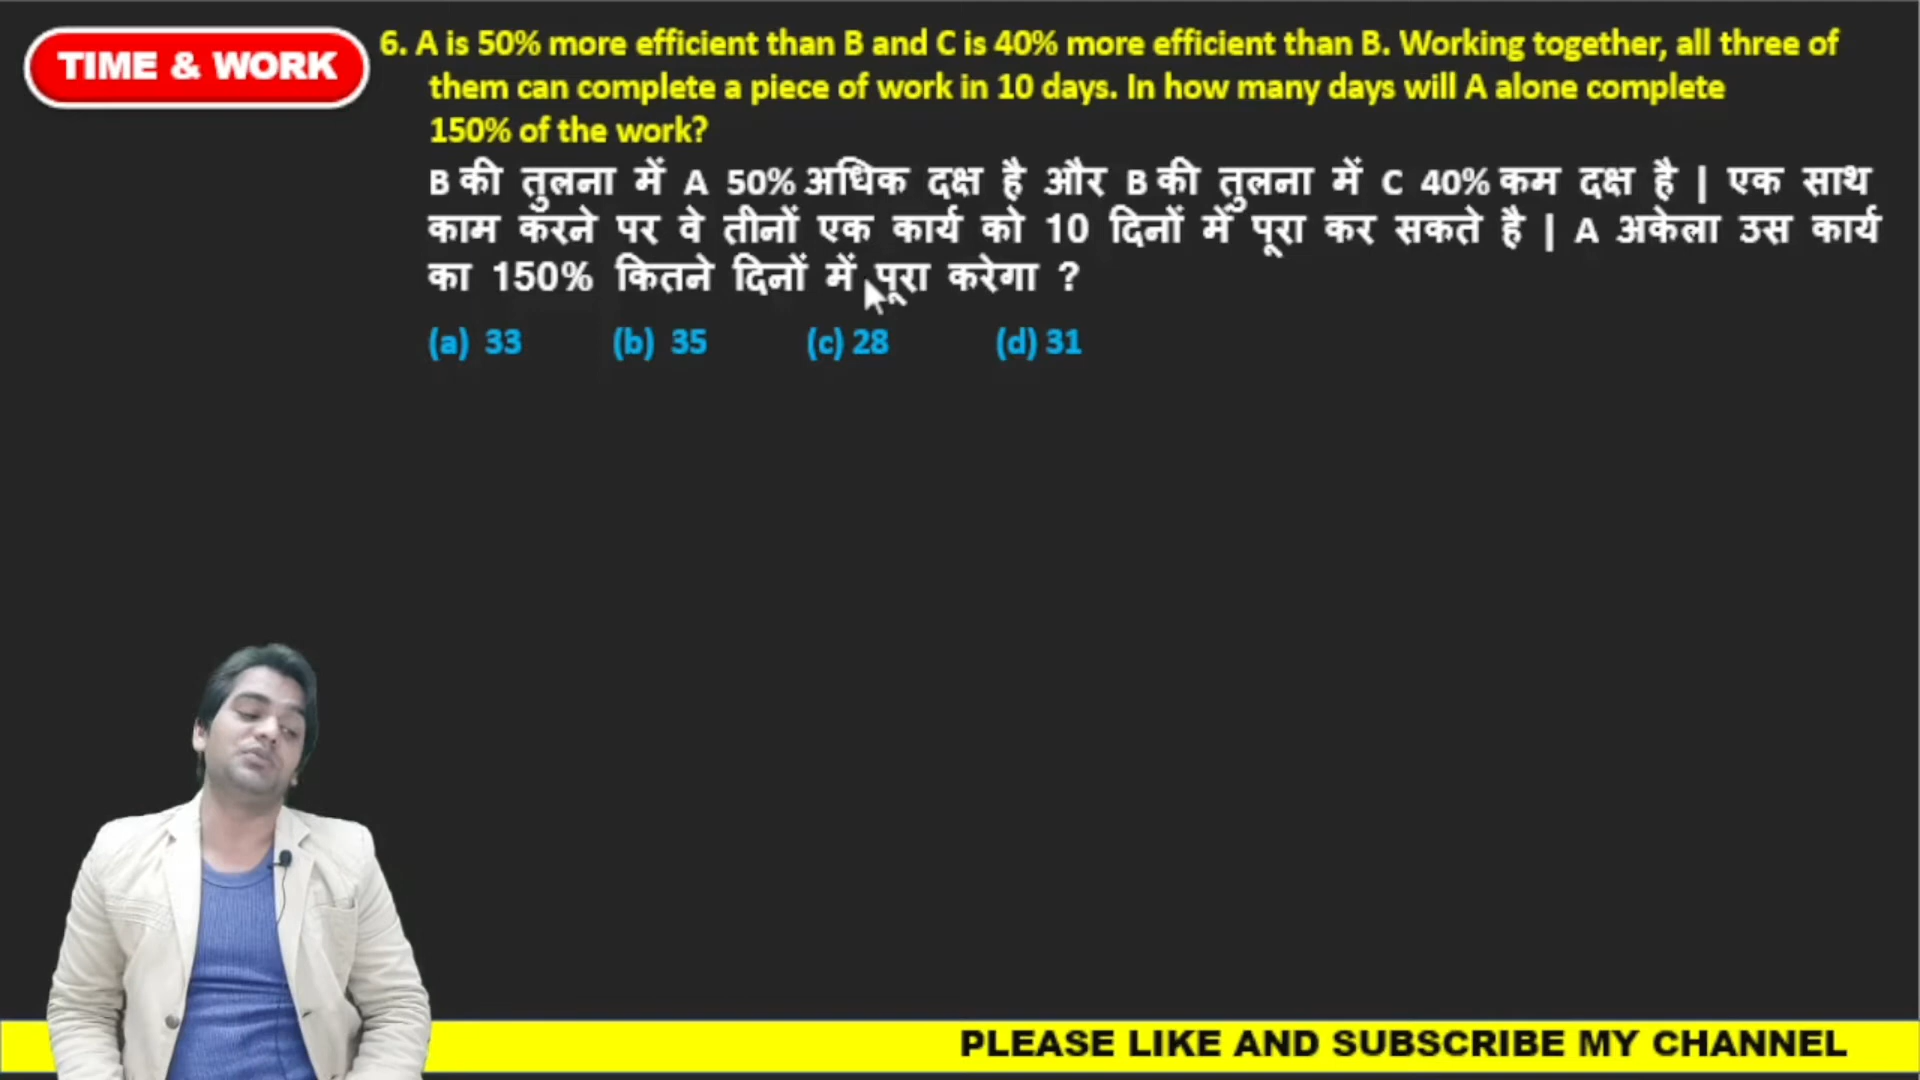 TIME & WORK
6. A is 50% more efficient than B and C is 40% more efficient than B. Working together, all three of
them can complete a piece of work in 10 days. In how many days will A alone complete
150% of the work?
B की तुलना में A 50% अधिक दक्ष है और B की तुलना में C 40% कम दक्ष है | एक साथ
काम करने पर वे तीनों एक कार्य को 10 दिनों में पूरा कर सकते है | A अकेला उस कार्य
का 150% कितने दिनों में पूरा करेगा ?
(a) 33 (b) 35 (c) 28 (d) 31
PLEASE LIKE AND SUBSCRIBE MY CHANNEL